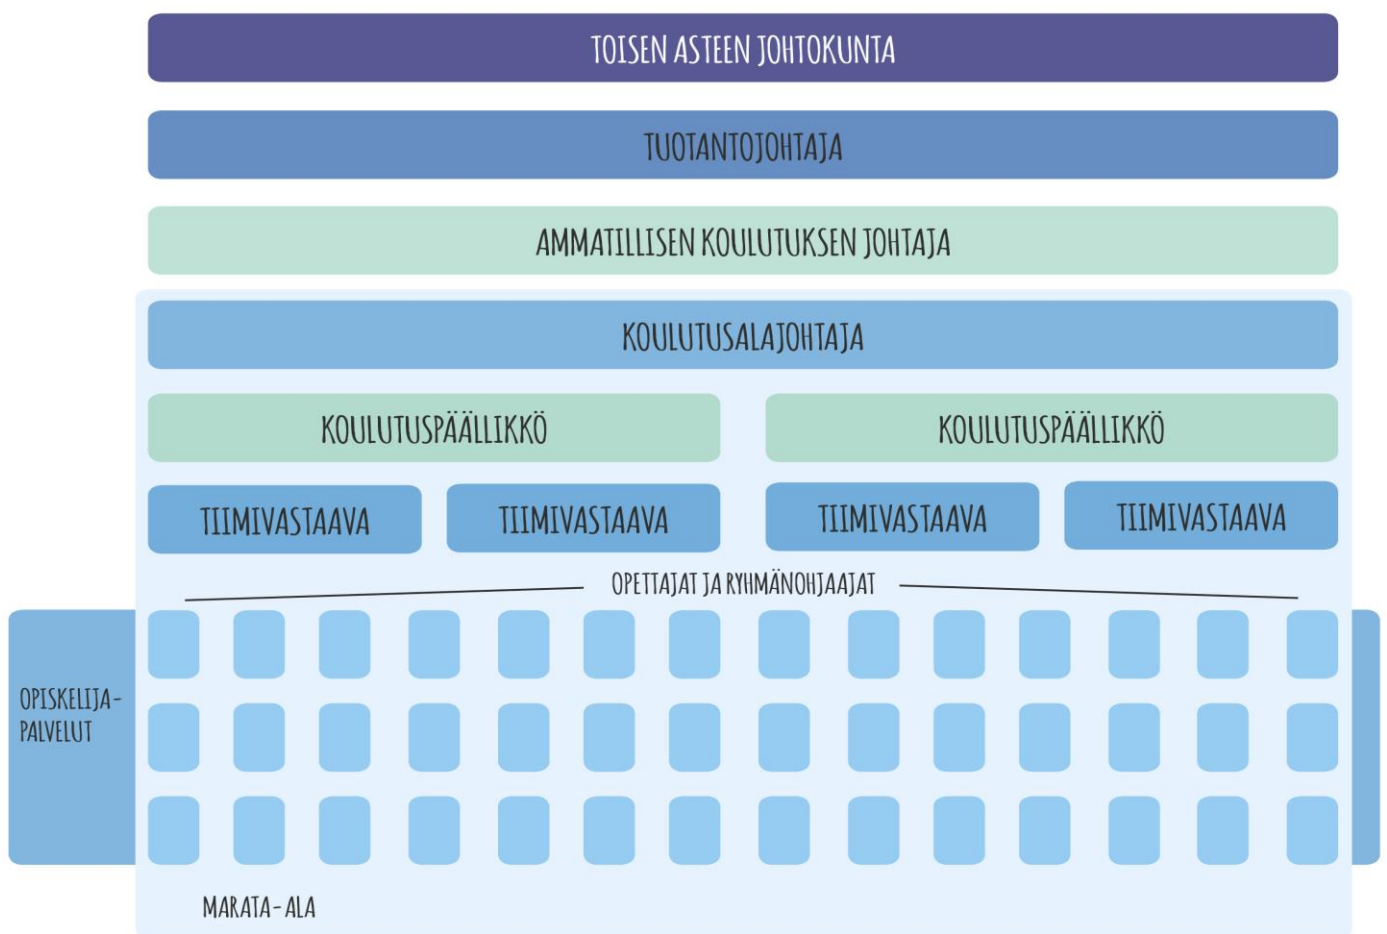 TOISEN ASTEEN JOHTOKUNTA
TUOTANTOJOHTAJA
AMMATILLISEN KOULUTUKSEN JOHTAJA
KOULUTUSALAJOHTAJA
KOULUTUSPÄÄLLIKKÖ
KOULUTUSPÄÄLLIKKÖ
TIIMIVASTAAVA
TIIMIVASTAAVA
TIIMIVASTAAVA
TIIMIVASTAAVA
OPETTAJAT JA RYHMÄNOHJAAJAT
OPISKELIJA-
PALVELUT
MARATA-ALA